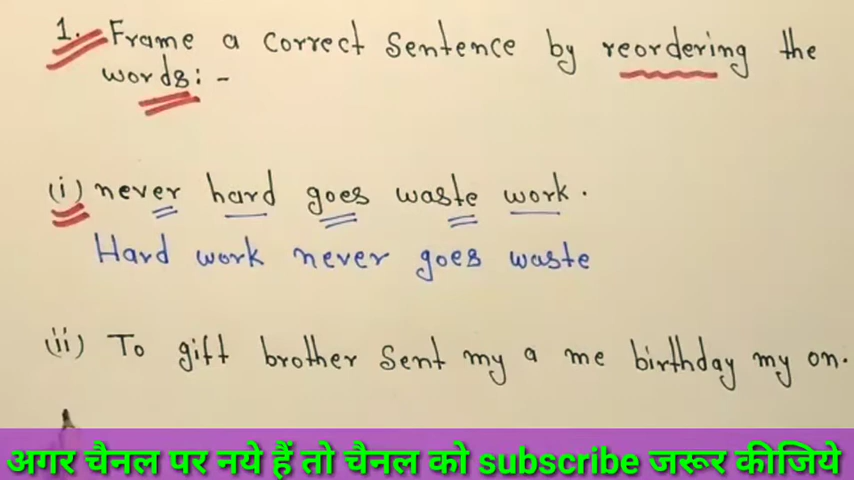 1. Frame a correct sentence by reordering the
words: -
(i) never hard goes waste work.
Hard work never goes waste
(ii) To gift brother sent my a me birthday my on.
अगर चैनल पर नये हैं तो चैनल को subscribe जरूर कीजिये